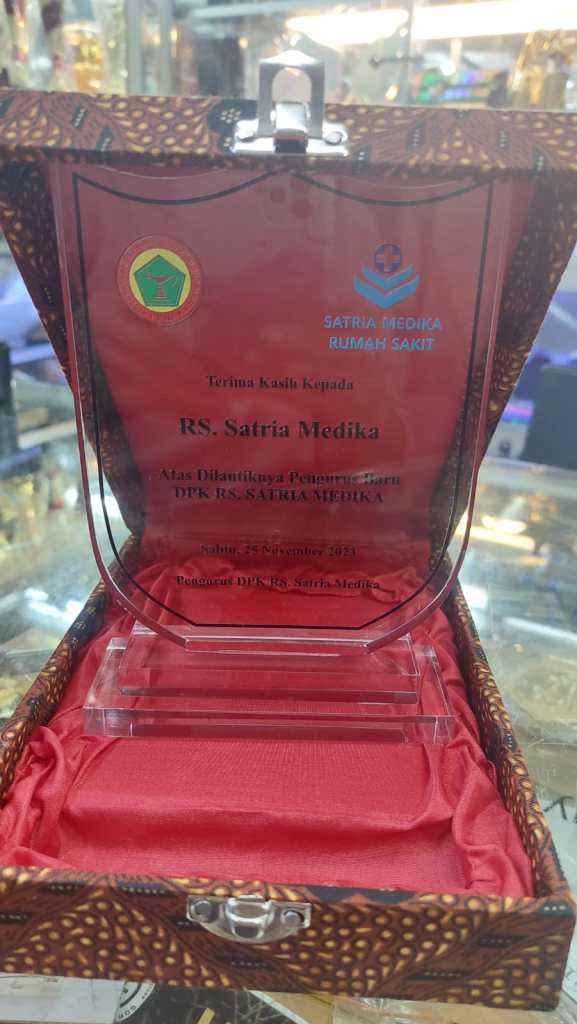 SATRIA MEDIKA
RUMAH SAKIT
Terima Kasih Kepada
RS. Satria Medika
Atas Dilantiknya Pengurus Baru
DPK RS. SATRIA MEDIKA
Sabtu, 25 November 2023
Pengurus DPK RS. Satria Medika